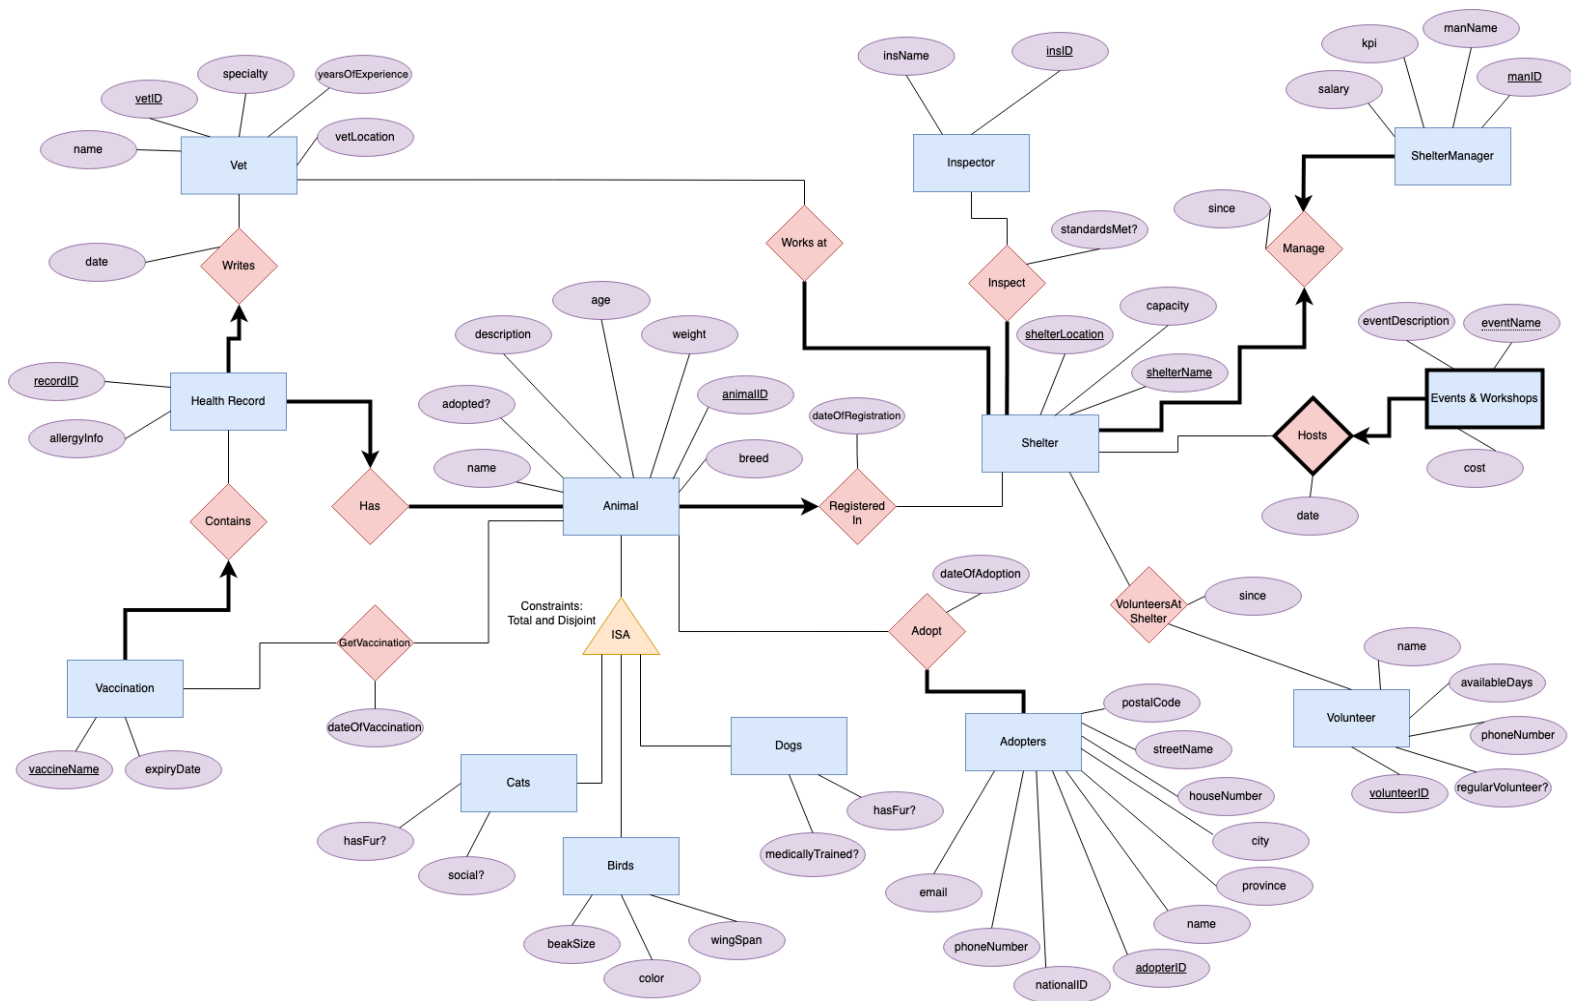 manName
kpi
insID
insName
specialty
yearsOfExperience
manID
salary
vetID
vetLocation
name
Vet
Inspector
ShelterManager
since
standardsMet?
Works at
Manage
date
Writes
Inspect
age
capacity
description
weight
shelterLocation
eventDescription
eventName
recordID
Health Record
shelterName
animalID
Events & Workshops
adopted?
dateOfRegistration
allergyInfo
Shelter
Hosts
name
breed
cost
Has
Animal
Registered
In
date
Contains
dateOfAdoption
Constraints:
Total and Disjoint
VolunteersAt
Shelter
since
ISA
Adopt
GetVaccination
name
Vaccination
availableDays
postalCode
Volunteer
dateOfVaccination
phoneNumber
Dogs
Adopters
streetName
vaccineName
expiryDate
Cats
houseNumber
volunteerID
regularVolunteer?
hasFur?
hasFur?
city
medicallyTrained?
social?
Birds
email
province
name
beakSize
wingSpan
phoneNumber
color
nationalID
adopterID